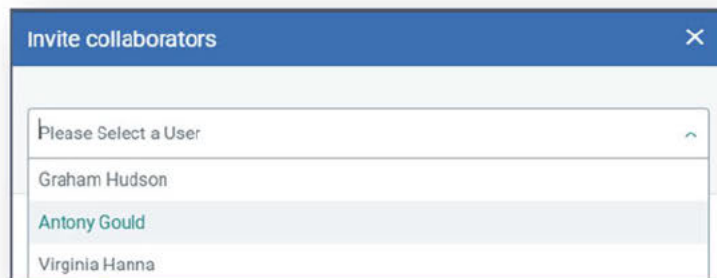 Invite collaborators
Please Select a User
Graham Hudson
Antony Gould
Virginia Hanna